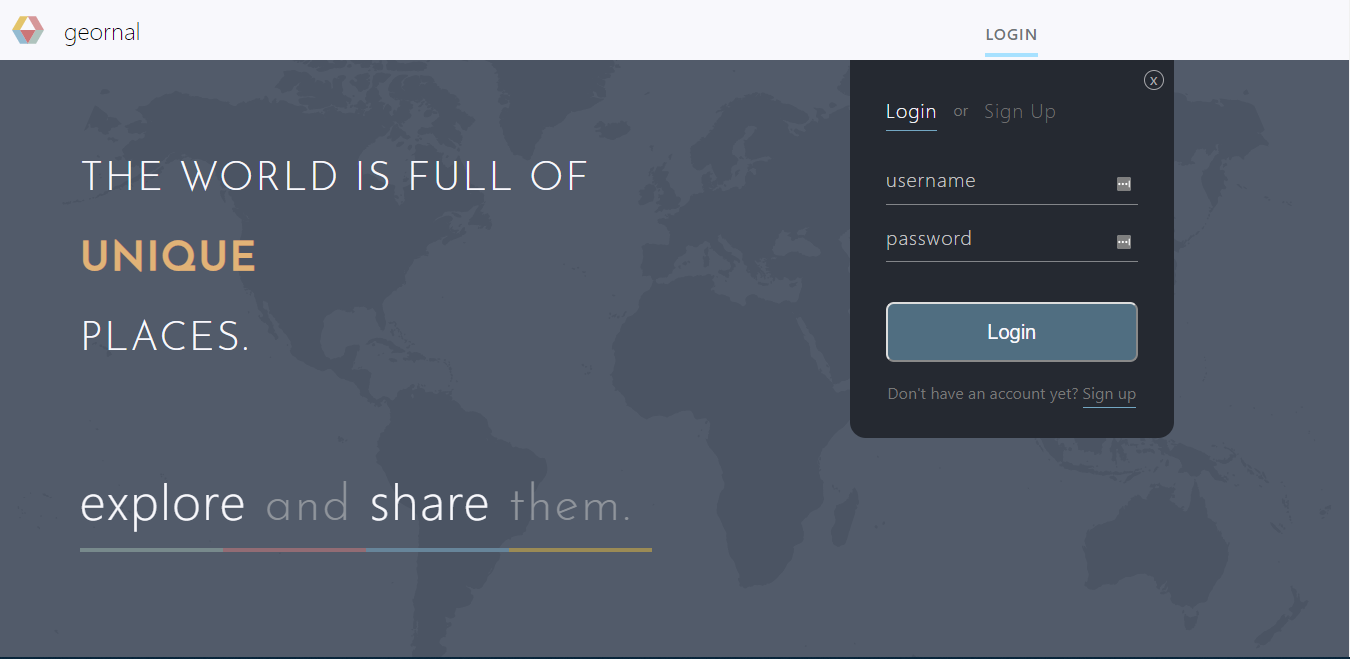 geornal
LOGIN
x
Login or Sign Up
username
password
Login
Don't have an account yet? Sign up
THE WORLD IS FULL OF
UNIQUE
PLACES.
explore and share them.